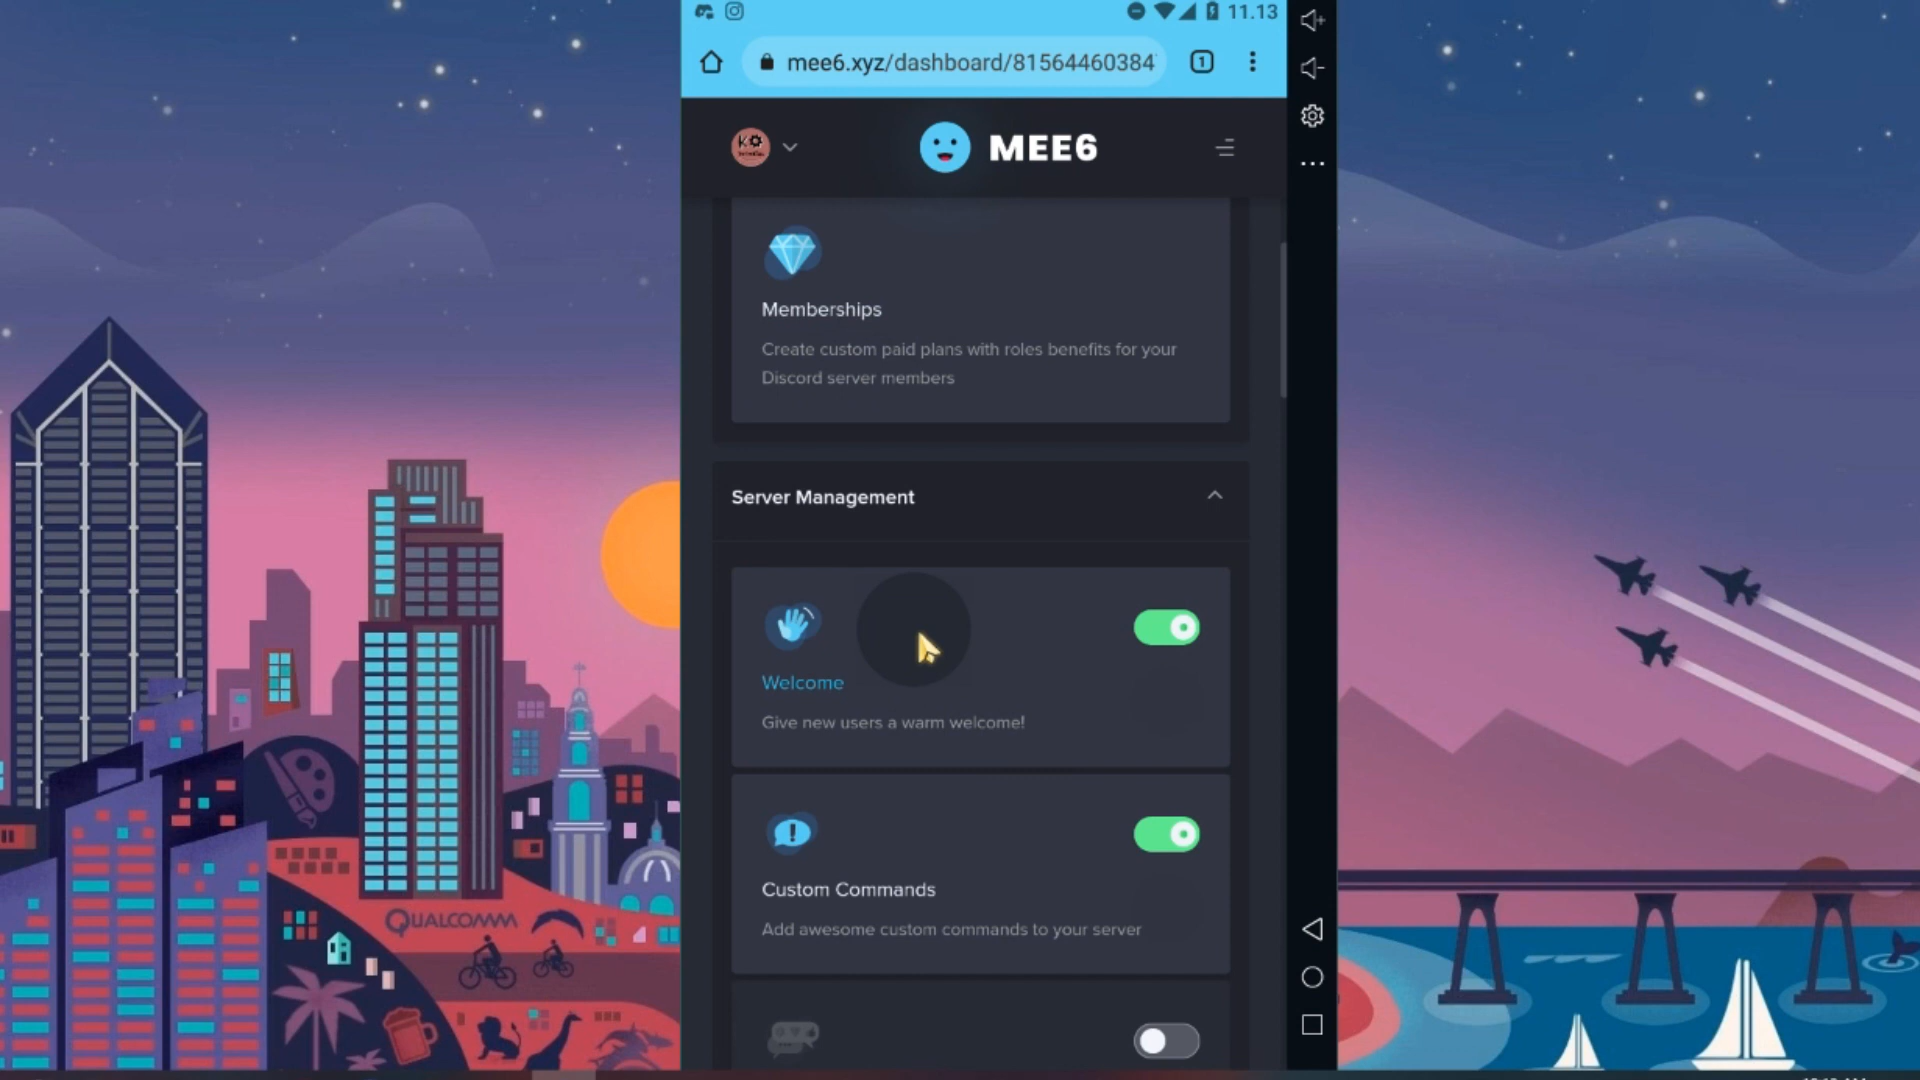 11.13
mee6.xyz/dashboard/81564460384
1
KO
MEE6
Memberships
Create custom paid plans with roles benefits for your
Discord server members
Server Management
Welcome
Give new users a warm welcome!
Custom Commands
Add awesome custom commands to your server
QUALCOMM